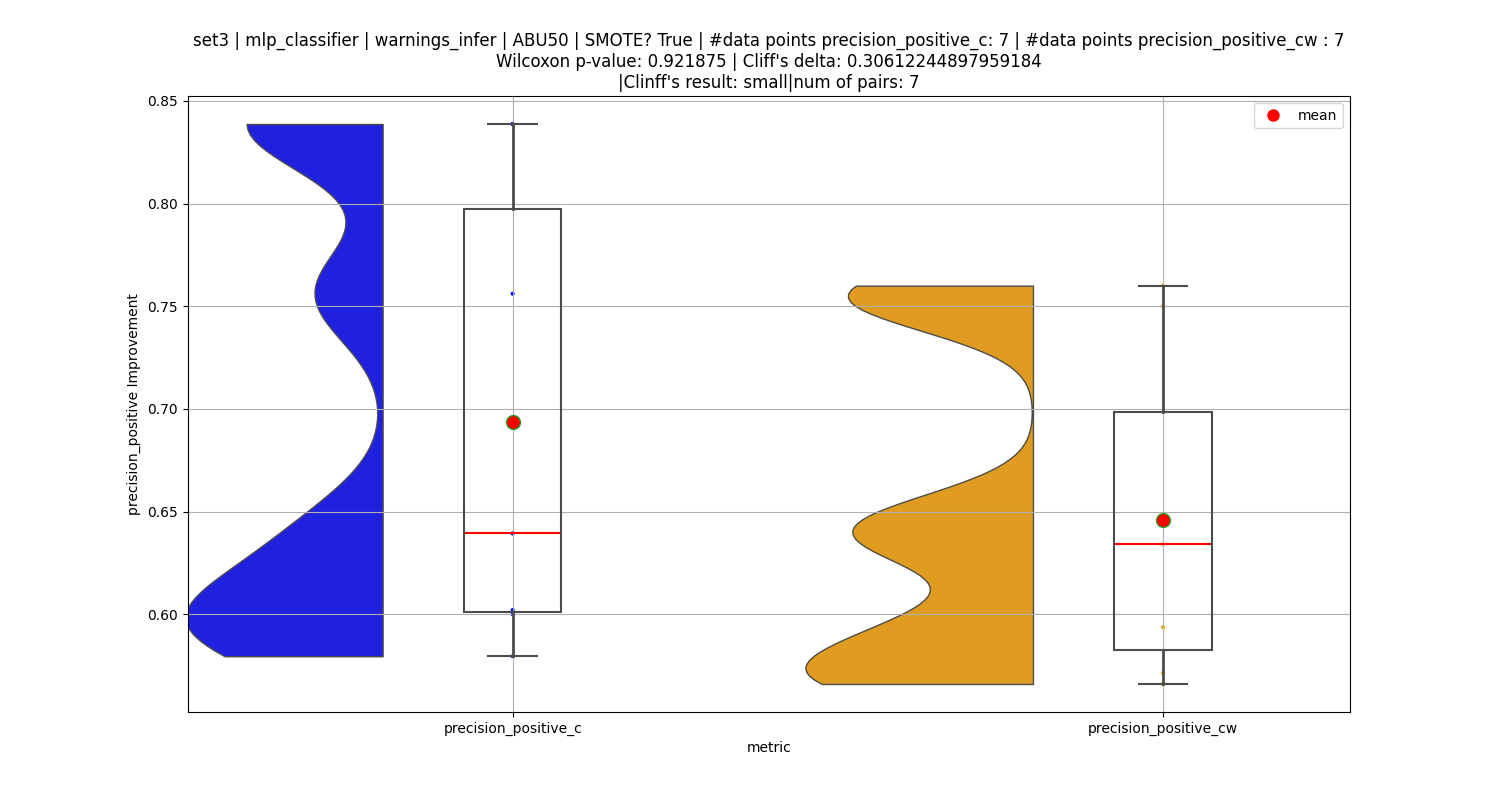 set3 | mlp_classifier | warnings_infer | ABU50 | SMOTE? True | #data points precision_positive_c: 7 | #data points precision_positive_cw : 7
Wilcoxon p-value: 0.921875 | Cliff's delta: 0.30612244897959184
|Clinff's result: small|num of pairs: 7
mean
0.85
0.80
0.75
0.70
0.65
0.60
precision_positive Improvement
precision_positive_c
precision_positive_cw
metric